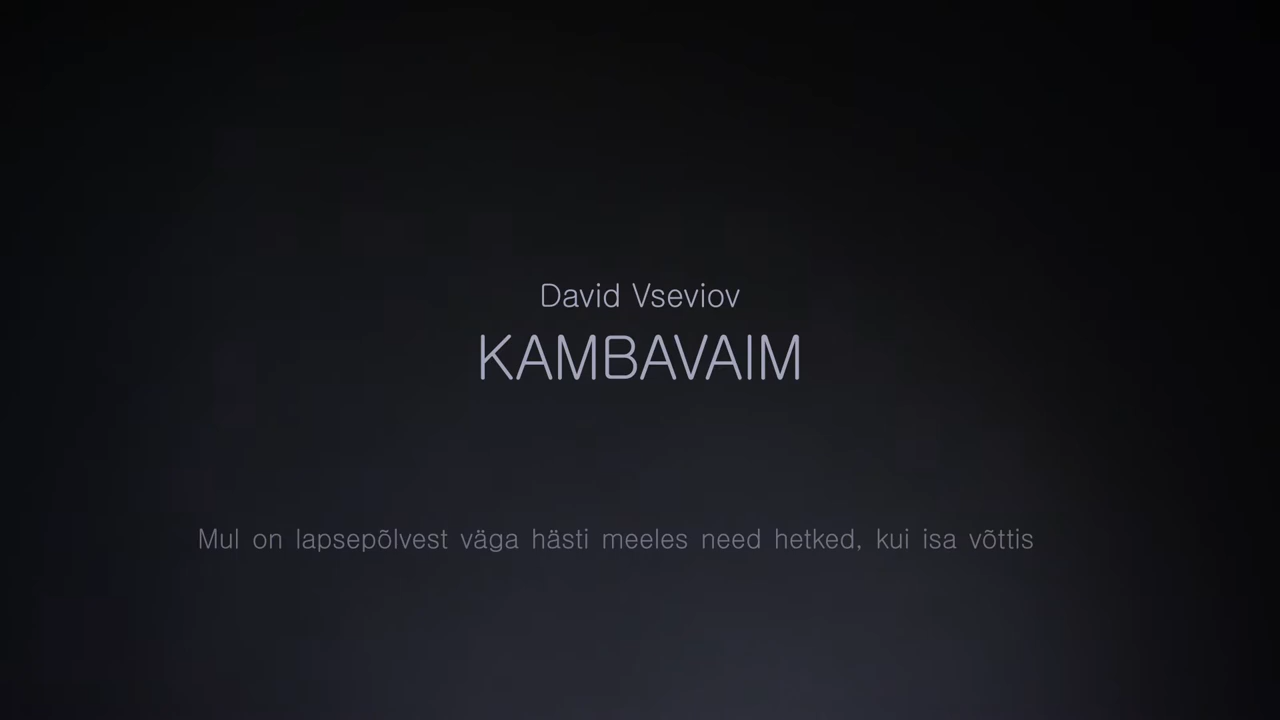 David Vseviov
KAMBAVAIM
Mul on lapsepõlvest väga hästi meeles need hetked, kui isa võttis